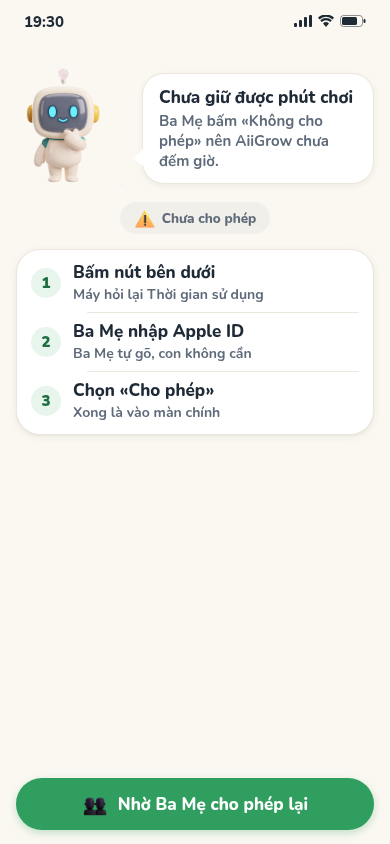 19:30
Chưa giữ được phút chơi
Ba Mẹ bấm «Không cho
phép» nên AiiGrow chưa
đếm giờ.
Chưa cho phép
1
Bấm nút bên dưới
Máy hỏi lại Thời gian sử dụng
2
Ba Mẹ nhập Apple ID
Ba Mẹ tự gõ, con không cần
3
Chọn «Cho phép»
Xong là vào màn chính
Nhờ Ba Mẹ cho phép lại